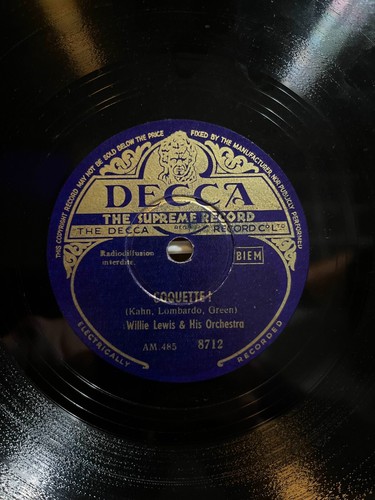 THIS COPYRIGHT RECORD MAY NOT BE SOLD BELOW THE PRICE FIXED BY THE MANUFACTURER, NOR PUBLICLY PERFORMED
DECCA
THE SUPREME RECORD
THE DECCA RECORD CO. LTD
Radiodiffusion
interdite.
BIEM
COQUETTE!
(Kahn, Lombardo, Green)
Willie Lewis & His Orchestra
AM 485 8712
ELECTRICALLY RECORDED